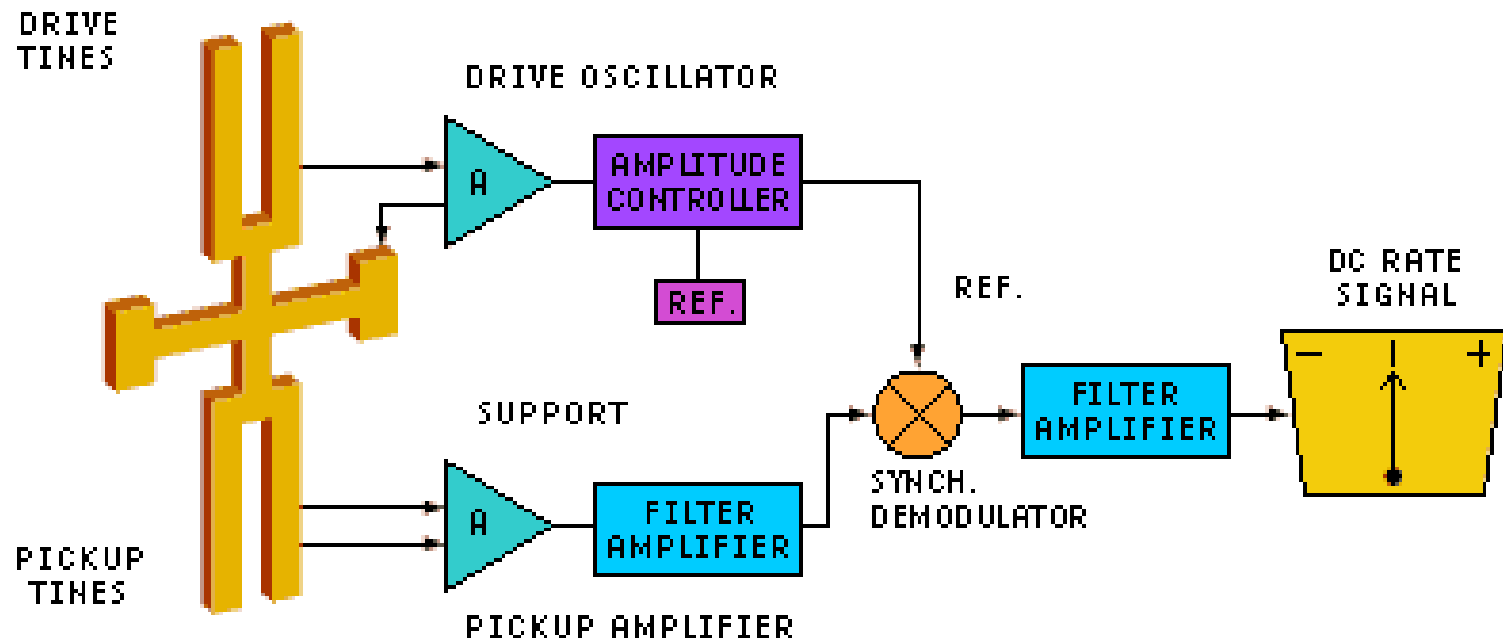 DRIVE
TINES
DRIVE OSCILLATOR
A
AMPLITUDE
CONTROLLER
REF.
REF.
DC RATE
SIGNAL
− | +
FILTER
AMPLIFIER
SUPPORT
SYNCH.
DEMODULATOR
A
FILTER
AMPLIFIER
PICKUP
TINES
PICKUP AMPLIFIER